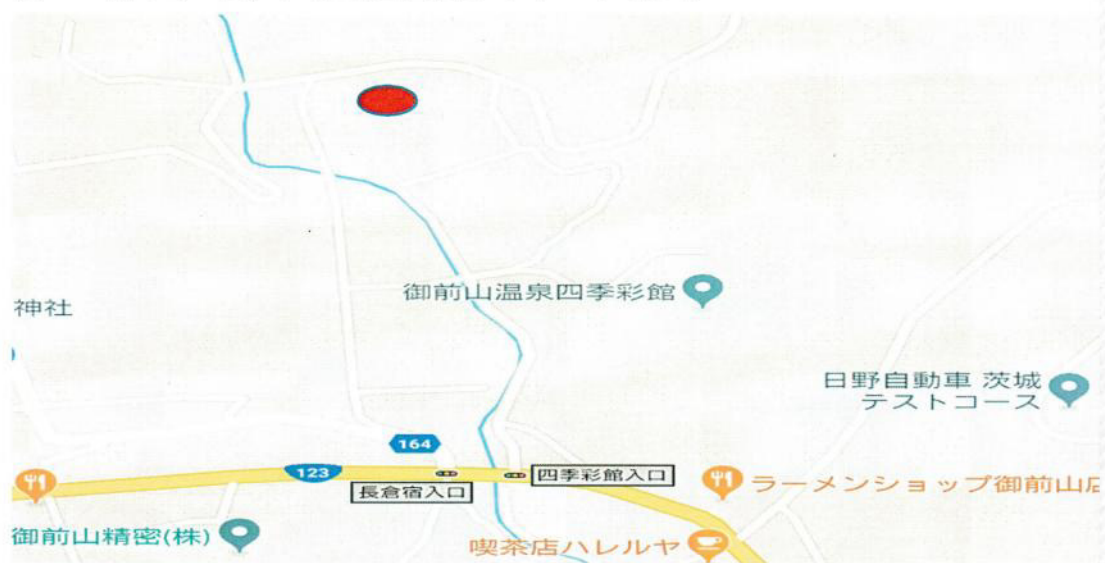 御前山温泉四季彩館
神社
日野自動車 茨城
テストコース
164
123
四季彩館入口
長倉宿入口
ラーメンショップ御前山店
御前山精密(株)
喫茶店ハレルヤ